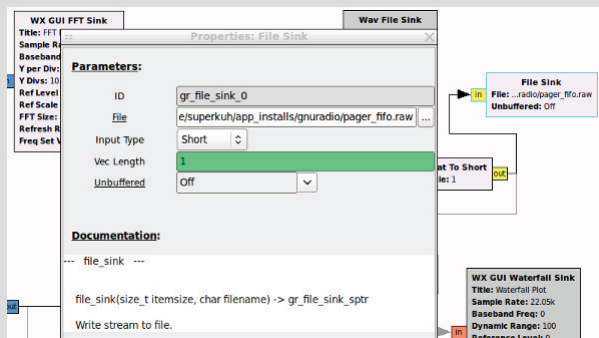 WX GUI FFT Sink
Title: FFT
Sample Ra
Baseband
Y per Div:
Y Divs: 10
Ref Level
Ref Scale
FFT Size:
Refresh R
Freq Set V
Wav File Sink
Properties: File Sink
Parameters:
ID
gr_file_sink_0
File
e/superkuh/app_installs/gnuradio/pager_fifo.raw
...
Input Type
Short
Vec Length
1
Unbuffered
Off
Documentation:
--- file_sink ---
file_sink(size_t itemsize, char filename) -> gr_file_sink_sptr
Write stream to file.
in
File Sink
File: ...radio/pager_fifo.raw
Unbuffered: Off
at To Short
le: 1
out
out
in
WX GUI Waterfall Sink
Title: Waterfall Plot
Sample Rate: 22.05k
Baseband Freq: 0
Dynamic Range: 100
Reference Level: 0